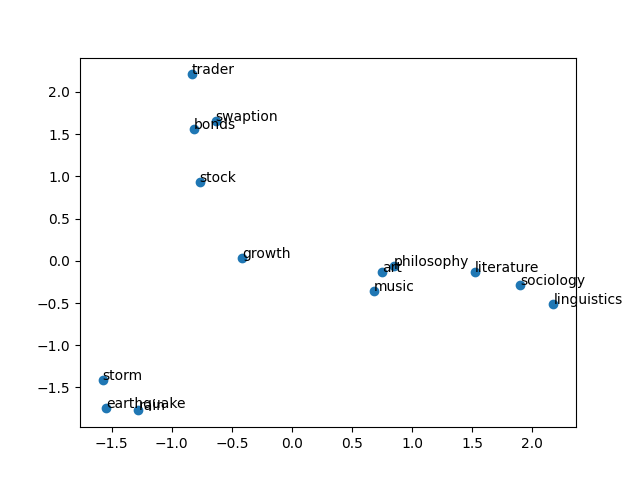 trader
2.0
swaption
bonds
1.5
stock
1.0
0.5
growth
0.0
philosophy
art
literature
sociology
music
linguistics
−0.5
−1.0
storm
−1.5
earthquake
rain
−1.5
−1.0
−0.5
0.0
0.5
1.0
1.5
2.0